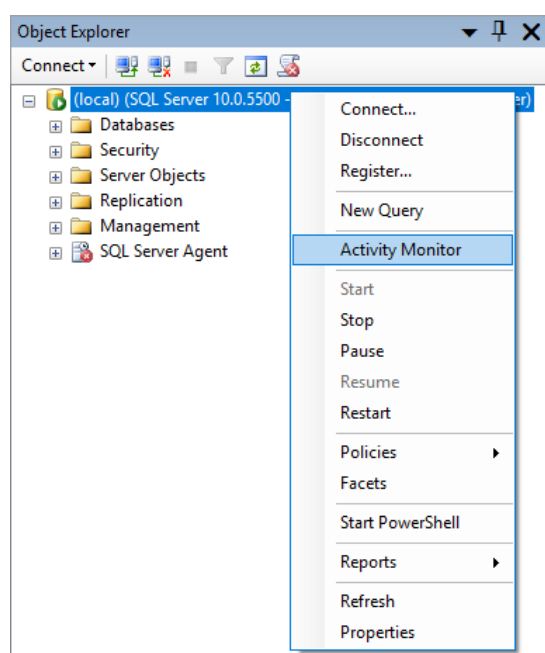 Object Explorer
Connect
(local) (SQL Server 10.0.5500 - er)
Databases
Security
Server Objects
Replication
Management
SQL Server Agent
Connect...
Disconnect
Register...
New Query
Activity Monitor
Start
Stop
Pause
Resume
Restart
Policies
Facets
Start PowerShell
Reports
Refresh
Properties